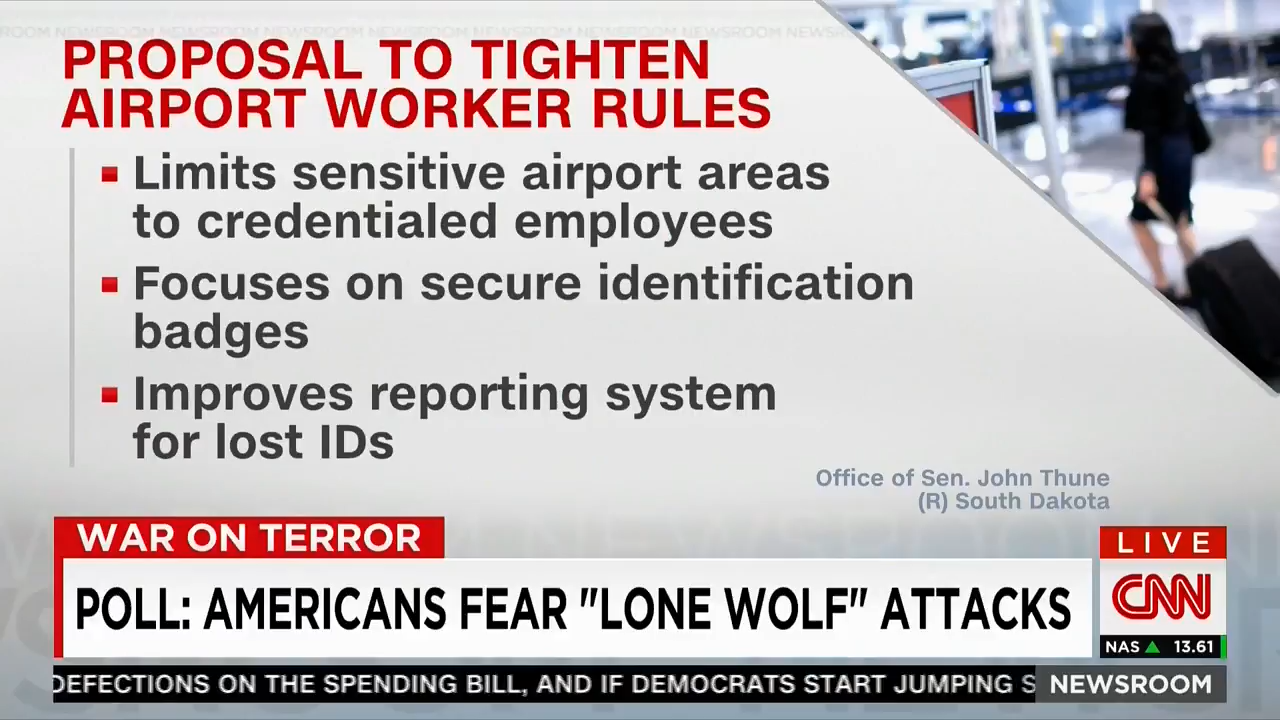 PROPOSAL TO TIGHTEN
AIRPORT WORKER RULES
Limits sensitive airport areas
to credentialed employees
Focuses on secure identification
badges
Improves reporting system
for lost IDs
Office of Sen. John Thune
(R) South Dakota
WAR ON TERROR
POLL: AMERICANS FEAR "LONE WOLF" ATTACKS
LIVE
CNN
NAS ▲ 13.61
DEFECTIONS ON THE SPENDING BILL, AND IF DEMOCRATS START JUMPING S
NEWSROOM